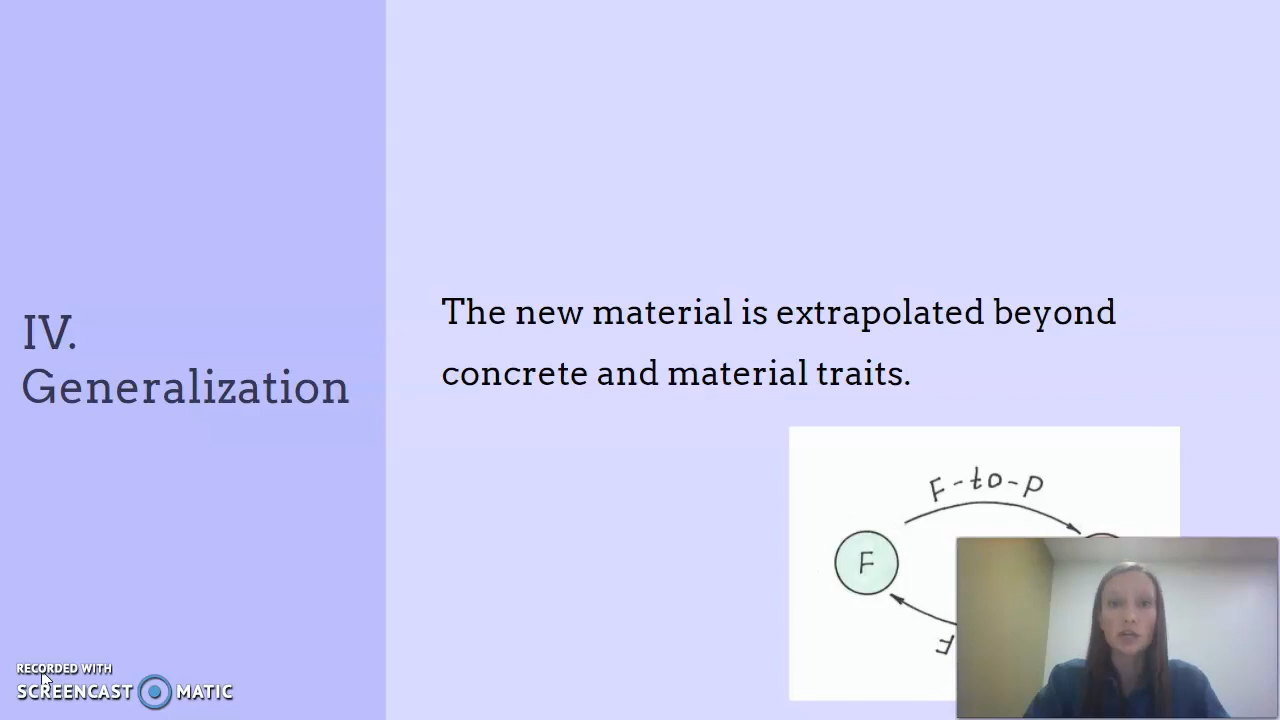 IV.
Generalization
The new material is extrapolated beyond
concrete and material traits.
F-to-p
F
F
RECORDED WITH
SCREENCAST MATIC